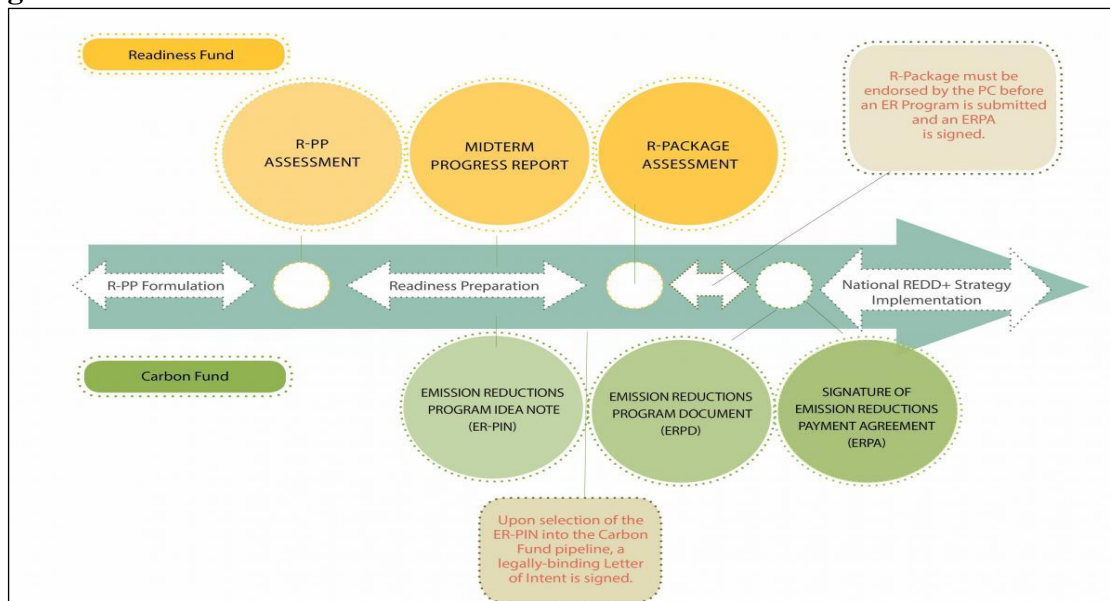 Readiness Fund
R-PP
ASSESSMENT
MIDTERM
PROGRESS REPORT
R-PACKAGE
ASSESSMENT
R-Package must be
endorsed by the PC before
an ER Program is submitted
and an ERPA
is signed.
R-PP Formulation
Readiness Preparation
National REDD+ Strategy
Implementation
Carbon Fund
EMISSION REDUCTIONS
PROGRAM IDEA NOTE
(ER-PIN)
EMISSION REDUCTIONS
PROGRAM DOCUMENT
(ERPD)
SIGNATURE OF
EMISSION REDUCTIONS
PAYMENT AGREEMENT
(ERPA)
Upon selection of the
ER-PIN into the Carbon
Fund pipeline, a
legally-binding Letter
of Intent is signed.